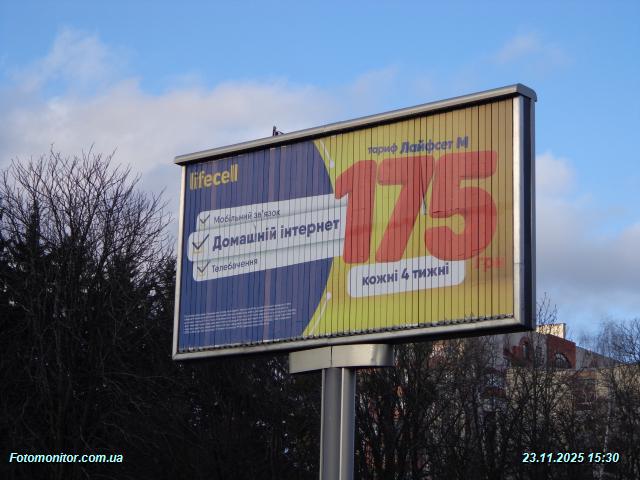 lifecell
Мобільний зв'язок
Домашній інтернет
Телебачення
тариф Лайфсет М
175
грн
кожні 4 тижні
Fotomonitor.com.ua
23.11.2025 15:30